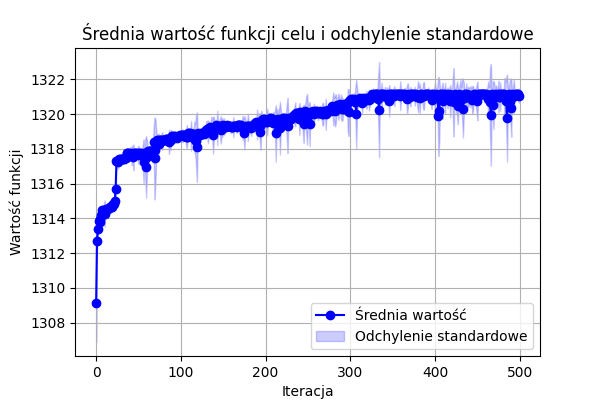 Średnia wartość funkcji celu i odchylenie standardowe
Wartość funkcji
1322
1320
1318
1316
1314
1312
1310
1308
Średnia wartość
Odchylenie standardowe
0 100 200 300 400 500
Iteracja